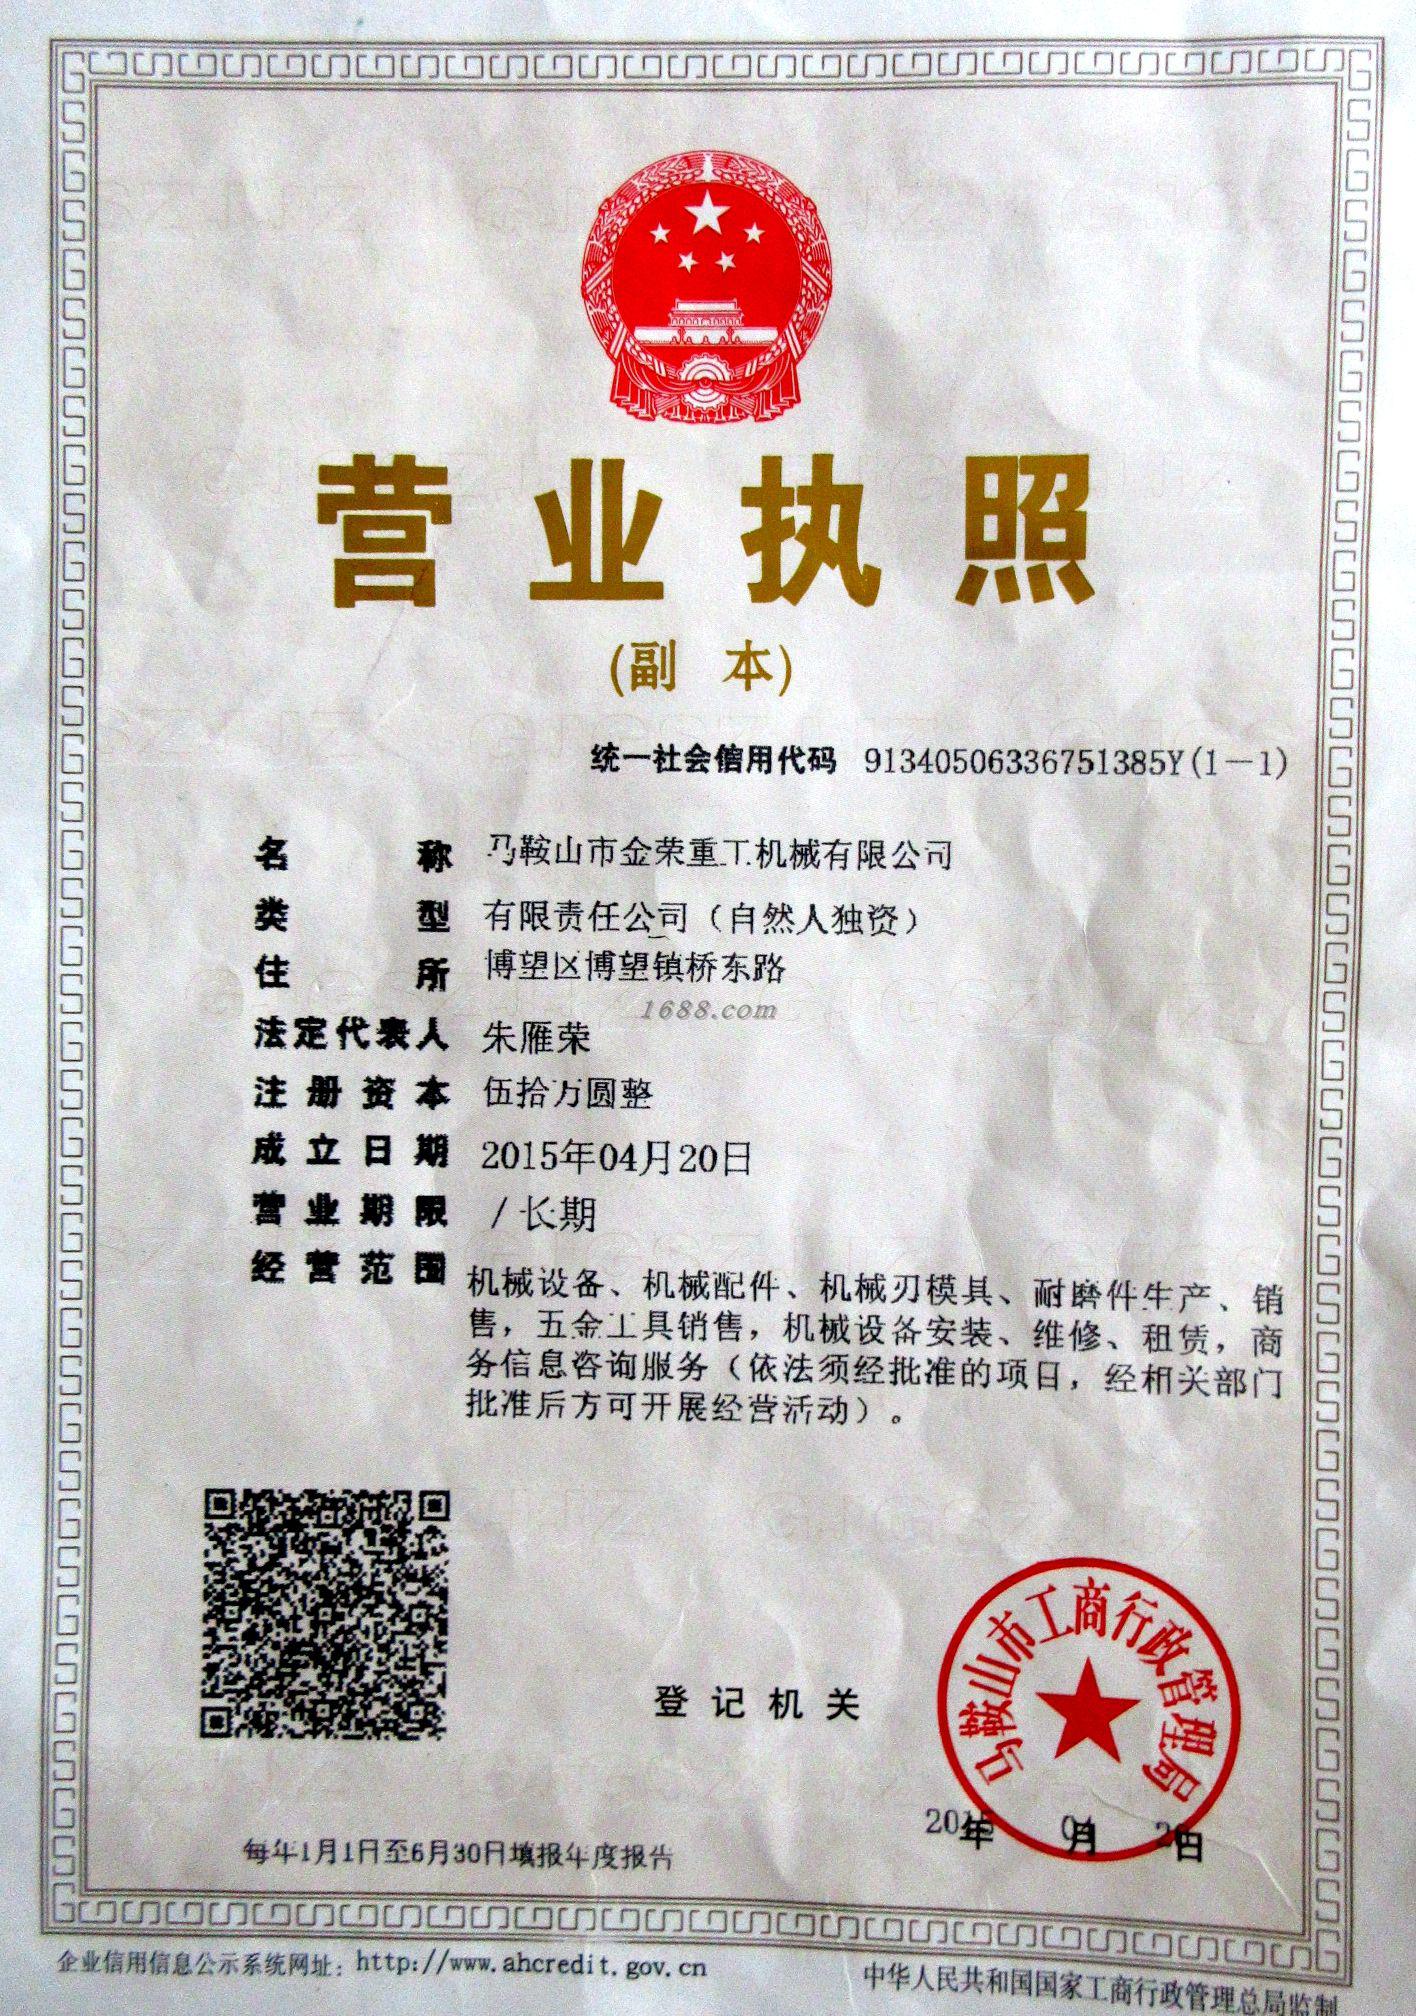 营业执照
(副 本)
统一社会信用代码 91340506336751385Y(1-1)
名 称 马鞍山市金荣重工机械有限公司
类 型 有限责任公司（自然人独资）
住 所 博望区博望镇桥东路
1688.com
法定代表人 朱雁荣
注册资本 伍拾万圆整
成立日期 2015年04月20日
营业期限 /长期
经营范围 机械设备、机械配件、机械刃模具、耐磨件生产、销
售，五金工具销售，机械设备安装、维修、租赁，商
务信息咨询服务（依法须经批准的项目，经相关部门
批准后方可开展经营活动）。
登记机关
马鞍山市工商行政管理局
2015年 04月 20日
每年1月1日至6月30日填报年度报告
企业信用信息公示系统网址：http://www.ahcredit.gov.cn
中华人民共和国国家工商行政管理总局监制